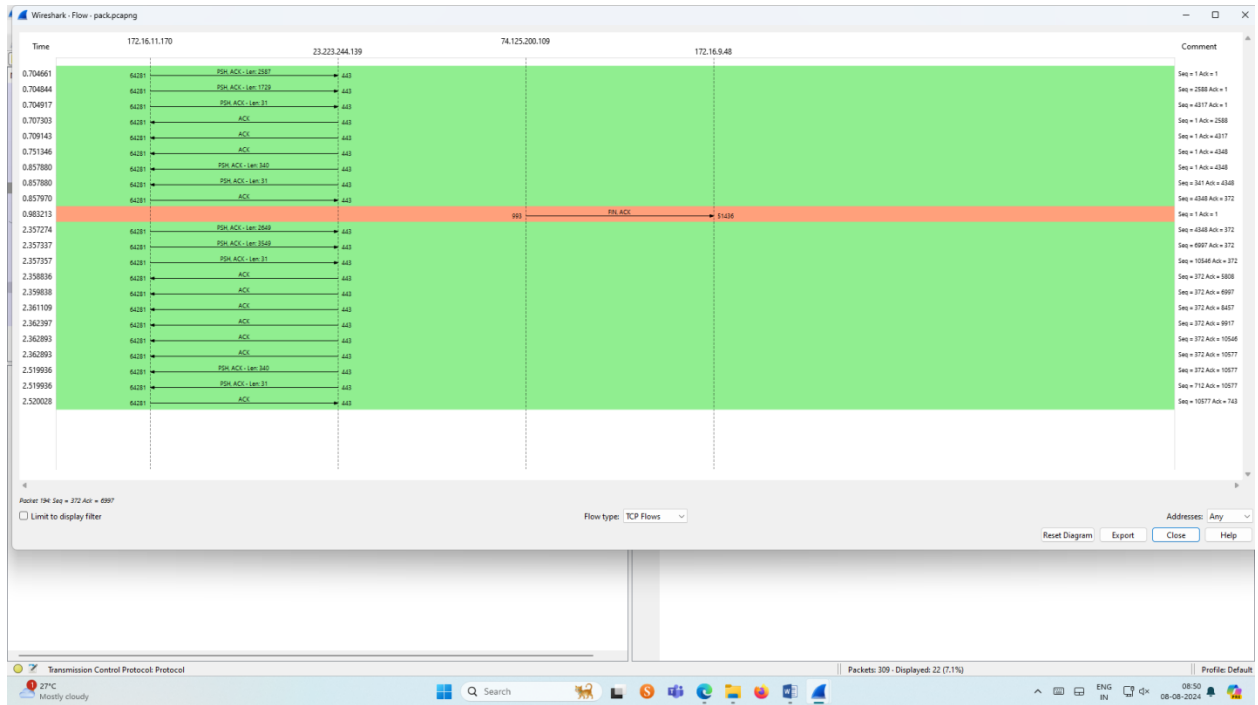 Wireshark - Flow - pack.pcapng
172.16.11.170 74.125.200.109
Time 23.223.244.139 172.16.9.48 Comment
0.704661 64281 PSH, ACK - Len: 2587 443 Seq = 1 Ack = 1
0.704844 64281 PSH, ACK - Len: 1729 443 Seq = 2588 Ack = 1
0.704917 64281 PSH, ACK - Len: 31 443 Seq = 4317 Ack = 1
0.707303 64281 ACK 443 Seq = 1 Ack = 2588
0.709143 64281 ACK 443 Seq = 1 Ack = 4317
0.751346 64281 ACK 443 Seq = 1 Ack = 4348
0.857880 64281 PSH, ACK - Len: 340 443 Seq = 1 Ack = 4348
0.857880 64281 PSH, ACK - Len: 31 443 Seq = 341 Ack = 4348
0.857970 64281 ACK 443 Seq = 4348 Ack = 372
0.983213 993 FIN, ACK 51436 Seq = 1 Ack = 1
2.357274 64281 PSH, ACK - Len: 2649 443 Seq = 4348 Ack = 372
2.357337 64281 PSH, ACK - Len: 3549 443 Seq = 6997 Ack = 372
2.357357 64281 PSH, ACK - Len: 31 443 Seq = 10546 Ack = 372
2.358836 64281 ACK 443 Seq = 372 Ack = 5808
2.359838 64281 ACK 443 Seq = 372 Ack = 6997
2.361109 64281 ACK 443 Seq = 372 Ack = 8457
2.362397 64281 ACK 443 Seq = 372 Ack = 9917
2.362893 64281 ACK 443 Seq = 372 Ack = 10546
2.362893 64281 ACK 443 Seq = 372 Ack = 10577
2.519936 64281 PSH, ACK - Len: 340 443 Seq = 372 Ack = 10577
2.519936 64281 PSH, ACK - Len: 31 443 Seq = 712 Ack = 10577
2.520028 64281 ACK 443 Seq = 10577 Ack = 743
Packet 194: Seq = 372 Ack = 6997
Limit to display filter Flow type: TCP Flows Addresses: Any
Reset Diagram Export Close Help
Transmission Control Protocol: Protocol Packets: 309 · Displayed: 22 (7.1%) Profile: Default
1 27°C Search ENG 08:50
Mostly cloudy IN 08-08-2024